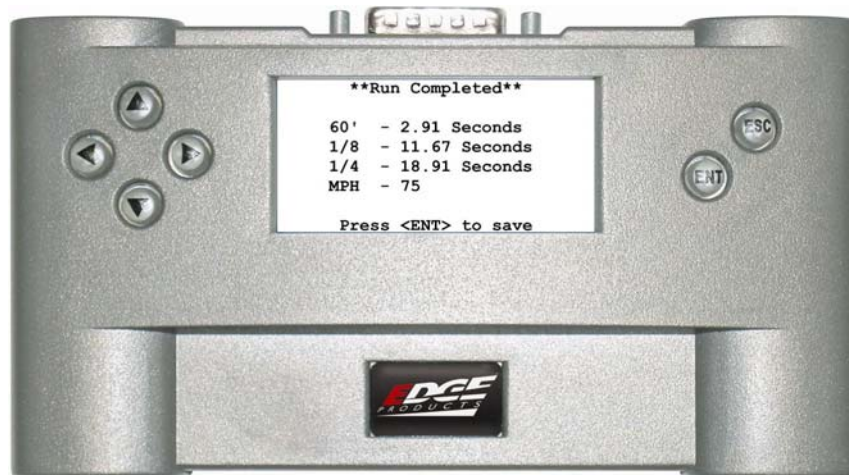 **Run Completed**
60' - 2.91 Seconds
1/8 - 11.67 Seconds
1/4 - 18.91 Seconds
MPH - 75
Press <ENT> to save
ESC
ENT
EDGE
PRODUCTS